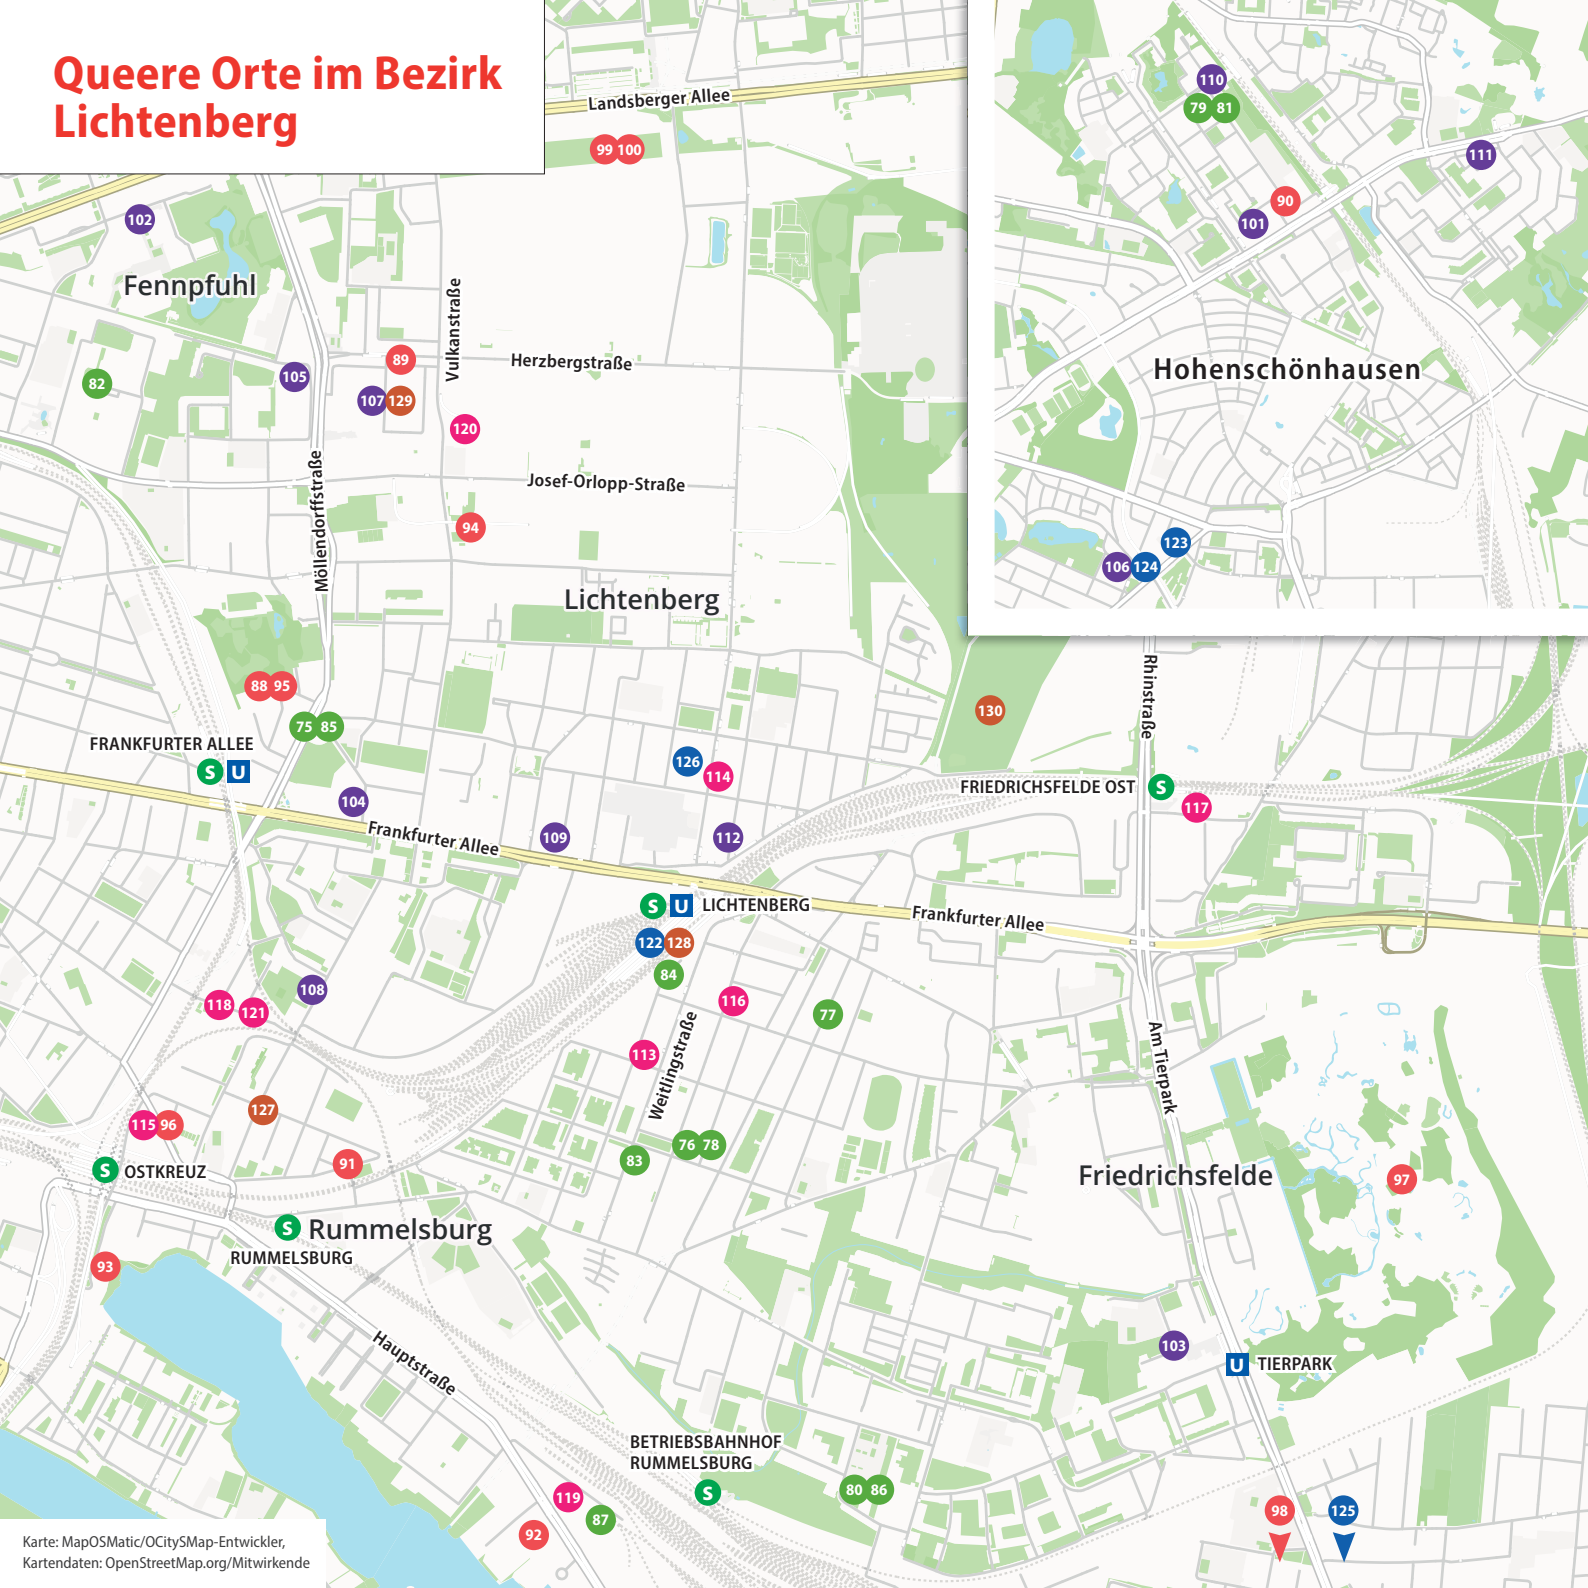 Queere Orte im Bezirk
Lichtenberg
Landsberger Allee
99 100
110
79 81
111
90
101
102
Fennpfuhl
Vulkanstraße
Herzbergstraße
89
82
105
107 129
120
Hohenschönhausen
Möllendorffstraße
Josef-Orlopp-Straße
94
123
106 124
Lichtenberg
88 95
75 85
130
Rhinstraße
FRANKFURTER ALLEE
S U
126
114
FRIEDRICHSFELDE OST S
117
104
Frankfurter Allee
109
112
S U LICHTENBERG
Frankfurter Allee
122 128
84
108
118
121
116
77
Weitlingstraße
113
Am Tierpark
127
115 96
76 78
83
91
S OSTKREUZ
Friedrichsfelde
97
S Rummelsburg
RUMMELSBURG
93
Hauptstraße
103
U TIERPARK
BETRIEBSBAHNHOF
RUMMELSBURG
S
80 86
119
87
92
98
125
Karte: MapOSMatic/OCitySMap-Entwickler,
Kartendaten: OpenStreetMap.org/Mitwirkende